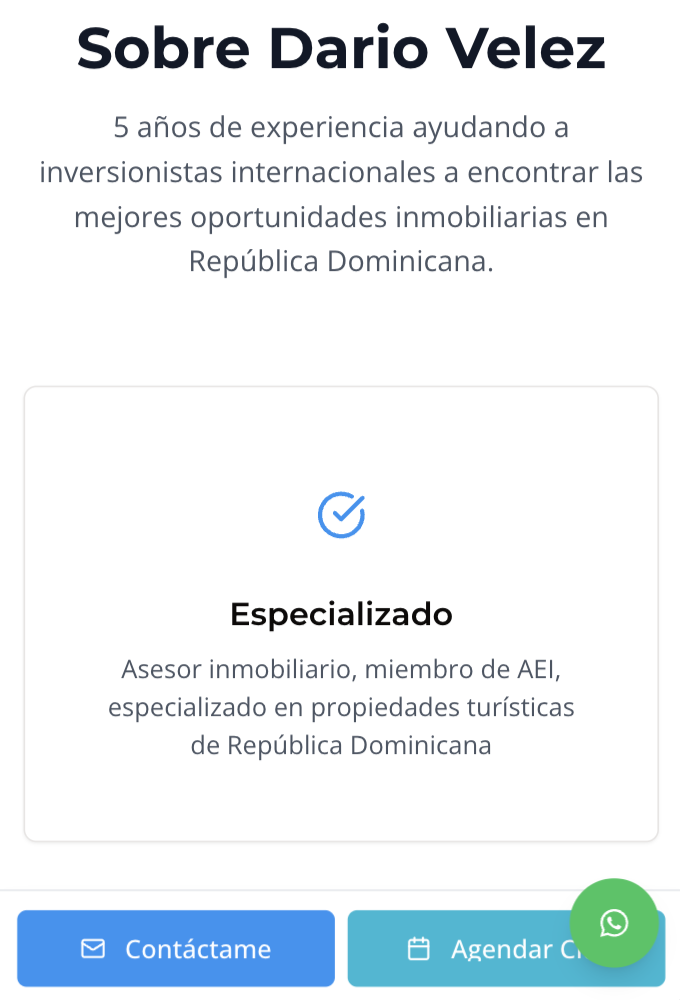 Sobre Dario Velez
5 años de experiencia ayudando a
inversionistas internacionales a encontrar las
mejores oportunidades inmobiliarias en
República Dominicana.
Especializado
Asesor inmobiliario, miembro de AEI,
especializado en propiedades turísticas
de República Dominicana
Contáctame
Agendar